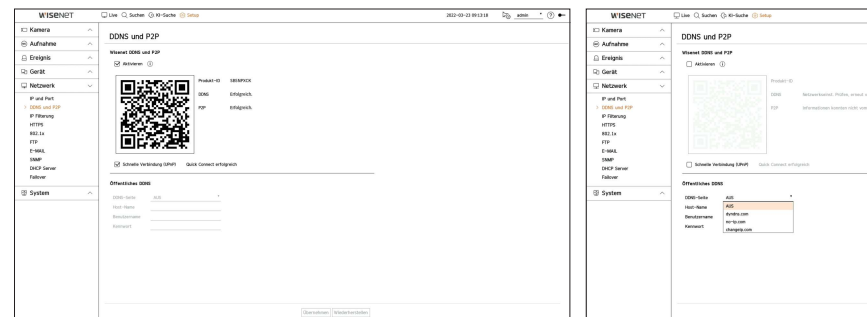 WISENET Live Suchen KI-Suche Setup 2022-03-23 09:13:18 admin
Kamera
Aufnahme
Ereignis
Gerät
Netzwerk
IP und Port
DDNS und P2P
IP Filterung
HTTPS
802.1x
FTP
E-MAIL
SNMP
DHCP Server
Failover
System
DDNS und P2P
Wisenet DDNS und P2P
Aktivieren
Produkt-ID
DDNS Erfolgreich.
P2P Erfolgreich.
Schnelle Verbindung (UPnP) Quick Connect erfolgreich
Öffentliches DDNS
DDNS-Seite AUS
Host-Name
Benutzername
Kennwort
Übernehmen Wiederherstellen
WISENET Live Suchen KI-Suche Setup
Kamera
Aufnahme
Ereignis
Gerät
Netzwerk
IP und Port
DDNS und P2P
IP Filterung
HTTPS
802.1x
FTP
E-MAIL
SNMP
DHCP Server
Failover
System
DDNS und P2P
Wisenet DDNS und P2P
Aktivieren
Produkt-ID
DDNS
P2P Informationen
Schnelle Verbindung (UPnP) Quick Connect erfolgreich
Öffentliches DDNS
DDNS-Seite AUS
Host-Name AUS
dyndns.com
Benutzername no-ip.com
Kennwort changeip.com